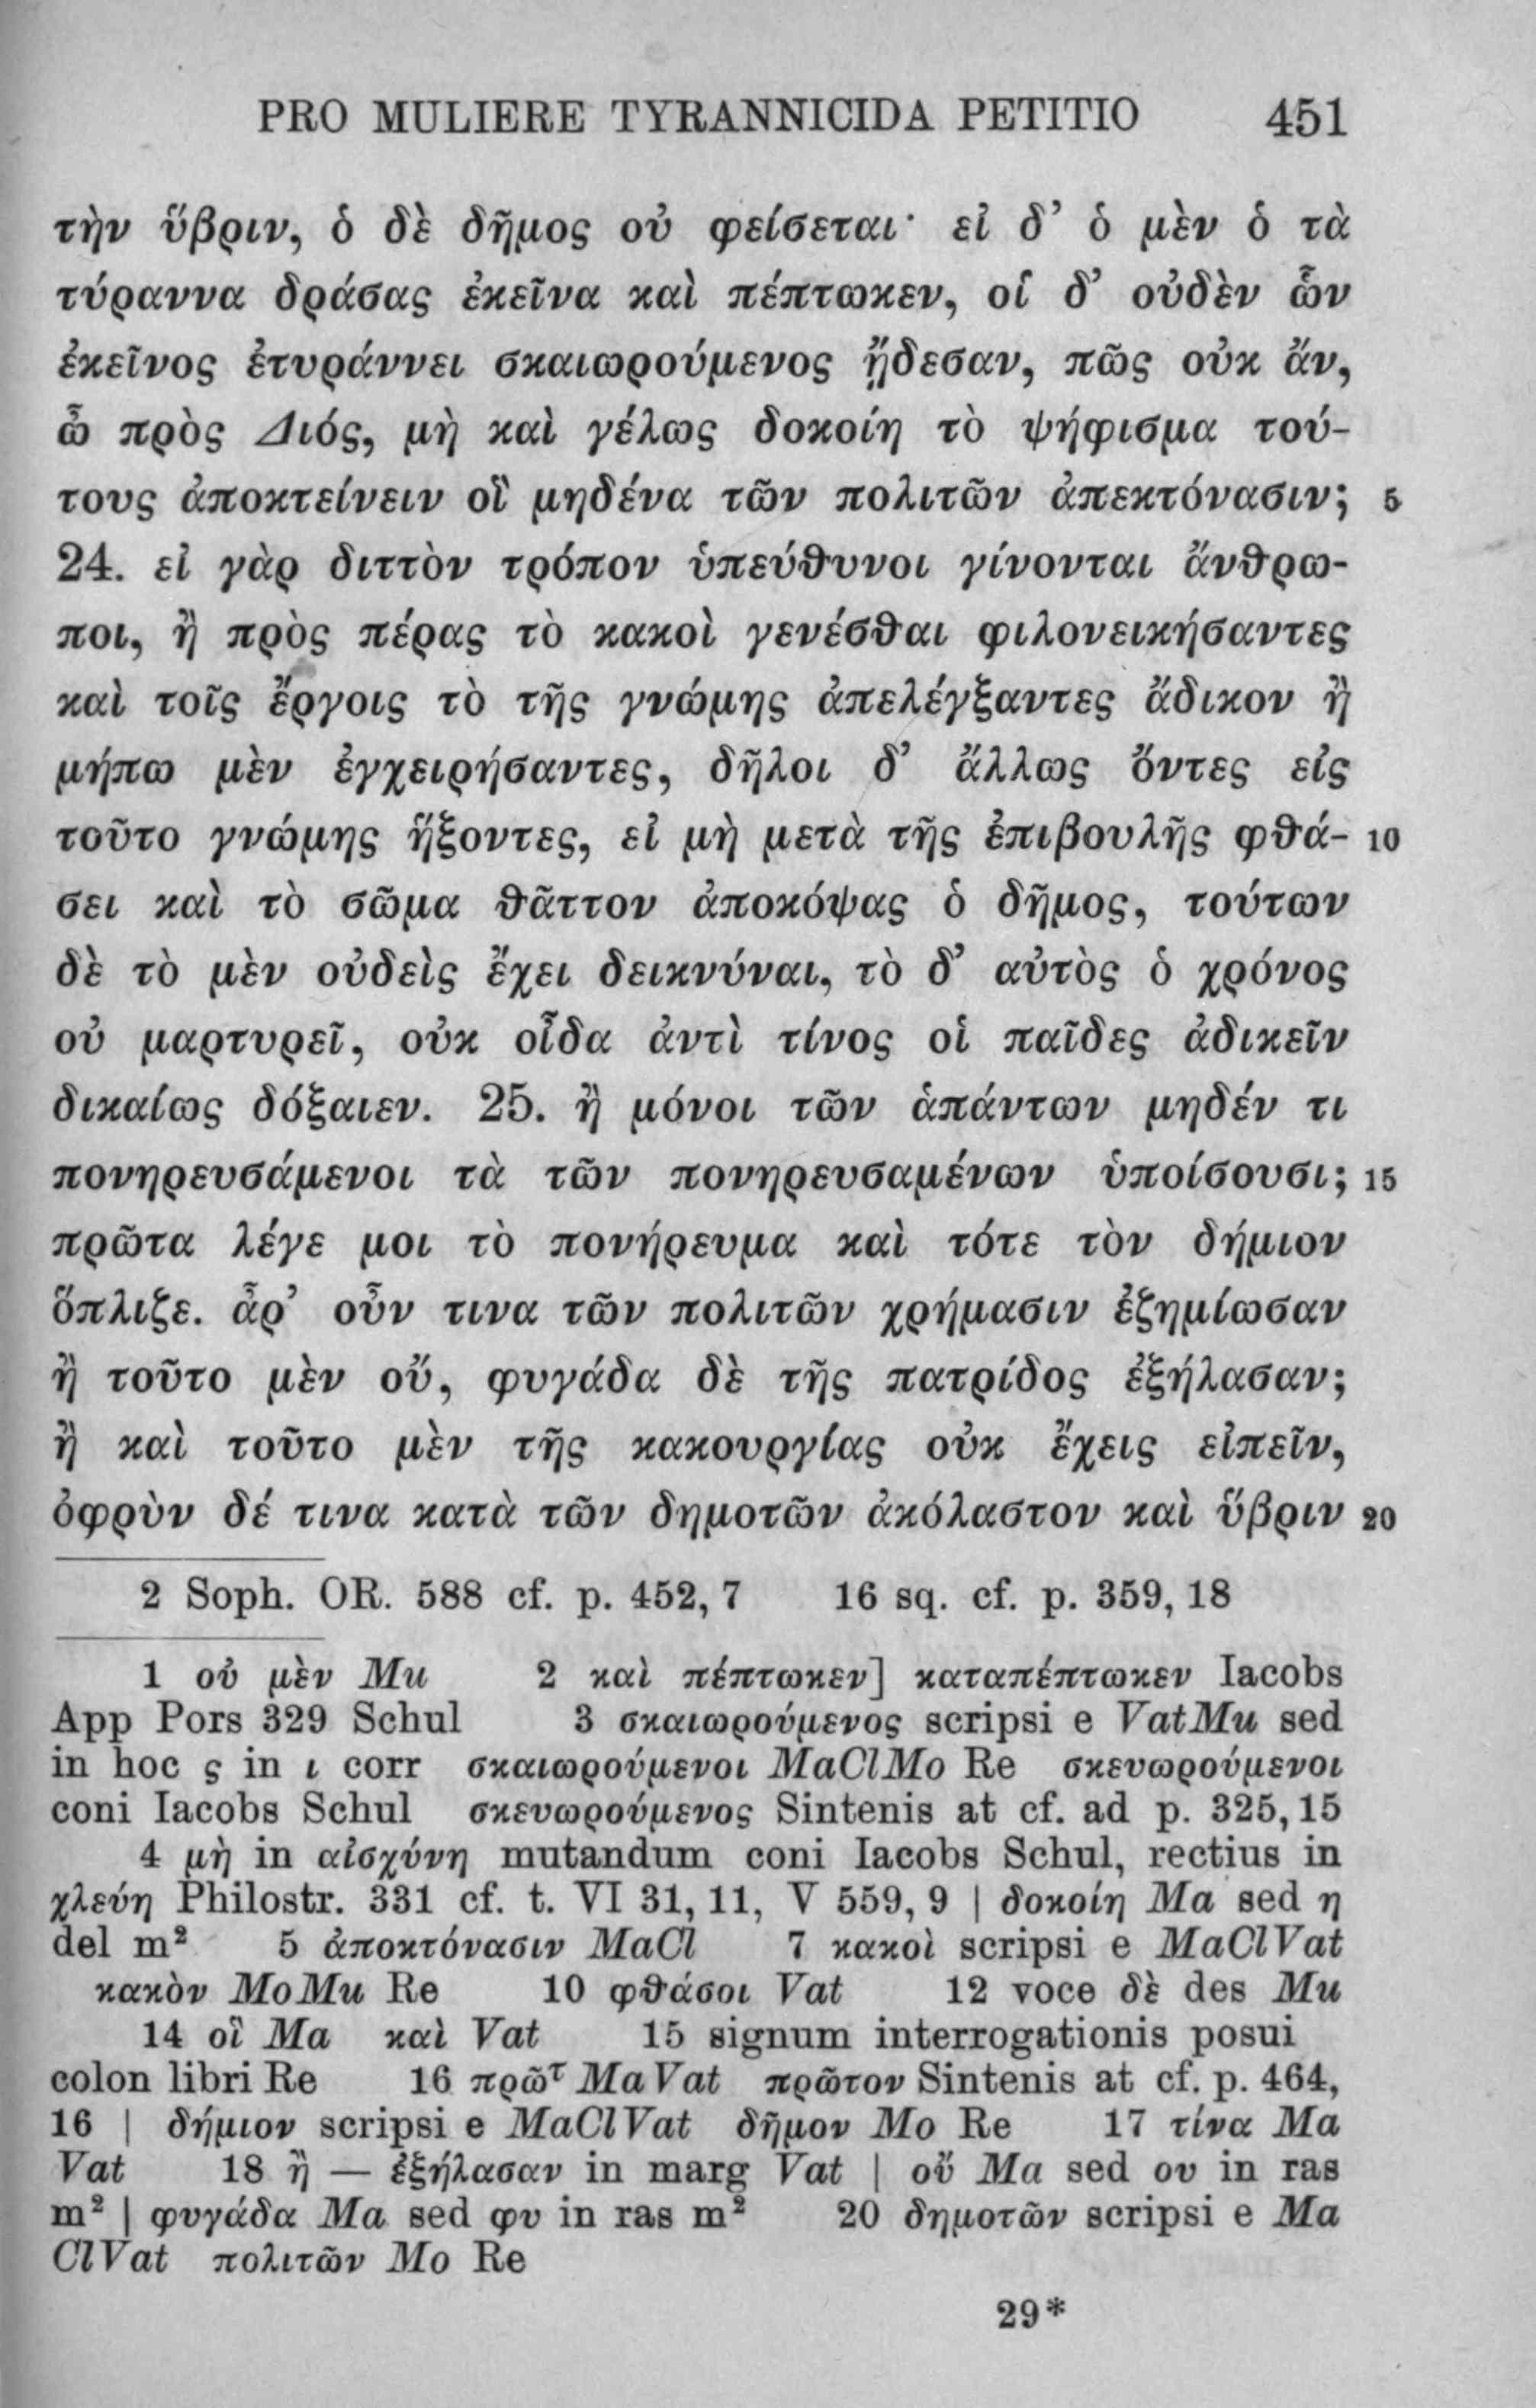 PRO MULIERE TYRANNICIDA PETITIO 451
τὴν ὕβριν, ὁ δὲ δῆμος οὐ φείσεται· εἰ δ’ ὁ μὲν ὁ τὰ
τύραννα δράσας ἐκεῖνα καὶ πέπτωκεν, οἱ δ’ οὐδὲν ὧν
ἐκεῖνος ἐτυράννει σκαιωρούμενος ᾔδεσαν, πῶς οὐκ ἄν,
ὦ πρὸς Διός, μὴ καὶ γέλως δοκοίη τὸ ψήφισμα τού-
τους ἀποκτείνειν οἳ μηδένα τῶν πολιτῶν ἀπεκτόνασιν; 5
24. εἰ γὰρ διττὸν τρόπον ὑπεύθυνοι γίνονται ἄνθρω-
ποι, ἢ πρὸς πέρας τὸ κακοὶ γενέσθαι φιλονεικήσαντες
καὶ τοῖς ἔργοις τὸ τῆς γνώμης ἀπελέγξαντες ἄδικον ἢ
μήπω μὲν ἐγχειρήσαντες, δῆλοι δ’ ἄλλως ὄντες εἰς
τοῦτο γνώμης ἥξοντες, εἰ μὴ μετὰ τῆς ἐπιβουλῆς φθά- 10
σει καὶ τὸ σῶμα θᾶττον ἀποκόψας ὁ δῆμος, τούτων
δὲ τὸ μὲν οὐδεὶς ἔχει δεικνύναι, τὸ δ’ αὐτὸς ὁ χρόνος
οὐ μαρτυρεῖ, οὐκ οἶδα ἀντὶ τίνος οἱ παῖδες ἀδικεῖν
δικαίως δόξαιεν. 25. ἢ μόνοι τῶν ἁπάντων μηδέν τι
πονηρευσάμενοι τὰ τῶν πονηρευσαμένων ὑποίσουσι; 15
πρῶτα λέγε μοι τὸ πονήρευμα καὶ τότε τὸν δήμιον
ὅπλιζε. ἆρ’ οὖν τινα τῶν πολιτῶν χρήμασιν ἐζημίωσαν
ἢ τοῦτο μὲν οὔ, φυγάδα δὲ τῆς πατρίδος ἐξήλασαν;
ἢ καὶ τοῦτο μὲν τῆς κακουργίας οὐκ ἔχεις εἰπεῖν,
ὀφρὺν δέ τινα κατὰ τῶν δημοτῶν ἀκόλαστον καὶ ὕβριν 20
2 Soph. OR. 588 cf. p. 452, 7 16 sq. cf. p. 359, 18
1 οὐ μὲν Mu 2 καὶ πέπτωκεν] καταπέπτωκεν Iacobs
App Pors 329 Schul 3 σκαιωρούμενος scripsi e VatMu sed
in hoc ς in ι corr σκαιωρούμενοι MaClMo Re σκευωρούμενοι
coni Iacobs Schul σκευωρούμενος Sintenis at cf. ad p. 325, 15
4 μὴ in αἰσχύνη mutandum coni Iacobs Schul, rectius in
χλεύη Philostr. 331 cf. t. VI 31, 11, V 559, 9 | δοκοίη Ma sed η
del m² 5 ἀποκτόνασιν MaCl 7 κακοὶ scripsi e MaClVat
κακὸν MoMu Re 10 φθάσοι Vat 12 voce δὲ des Mu
14 οἳ Ma καὶ Vat 15 signum interrogationis posui
colon libri Re 16 πρῶᵗ MaVat πρῶτον Sintenis at cf. p. 464,
16 | δήμιον scripsi e MaClVat δῆμον Mo Re 17 τίνα Ma
Vat 18 ἢ — ἐξήλασαν in marg Vat | οὔ Ma sed ου in ras
m² | φυγάδα Ma sed φυ in ras m² 20 δημοτῶν scripsi e Ma
ClVat πολιτῶν Mo Re
29*